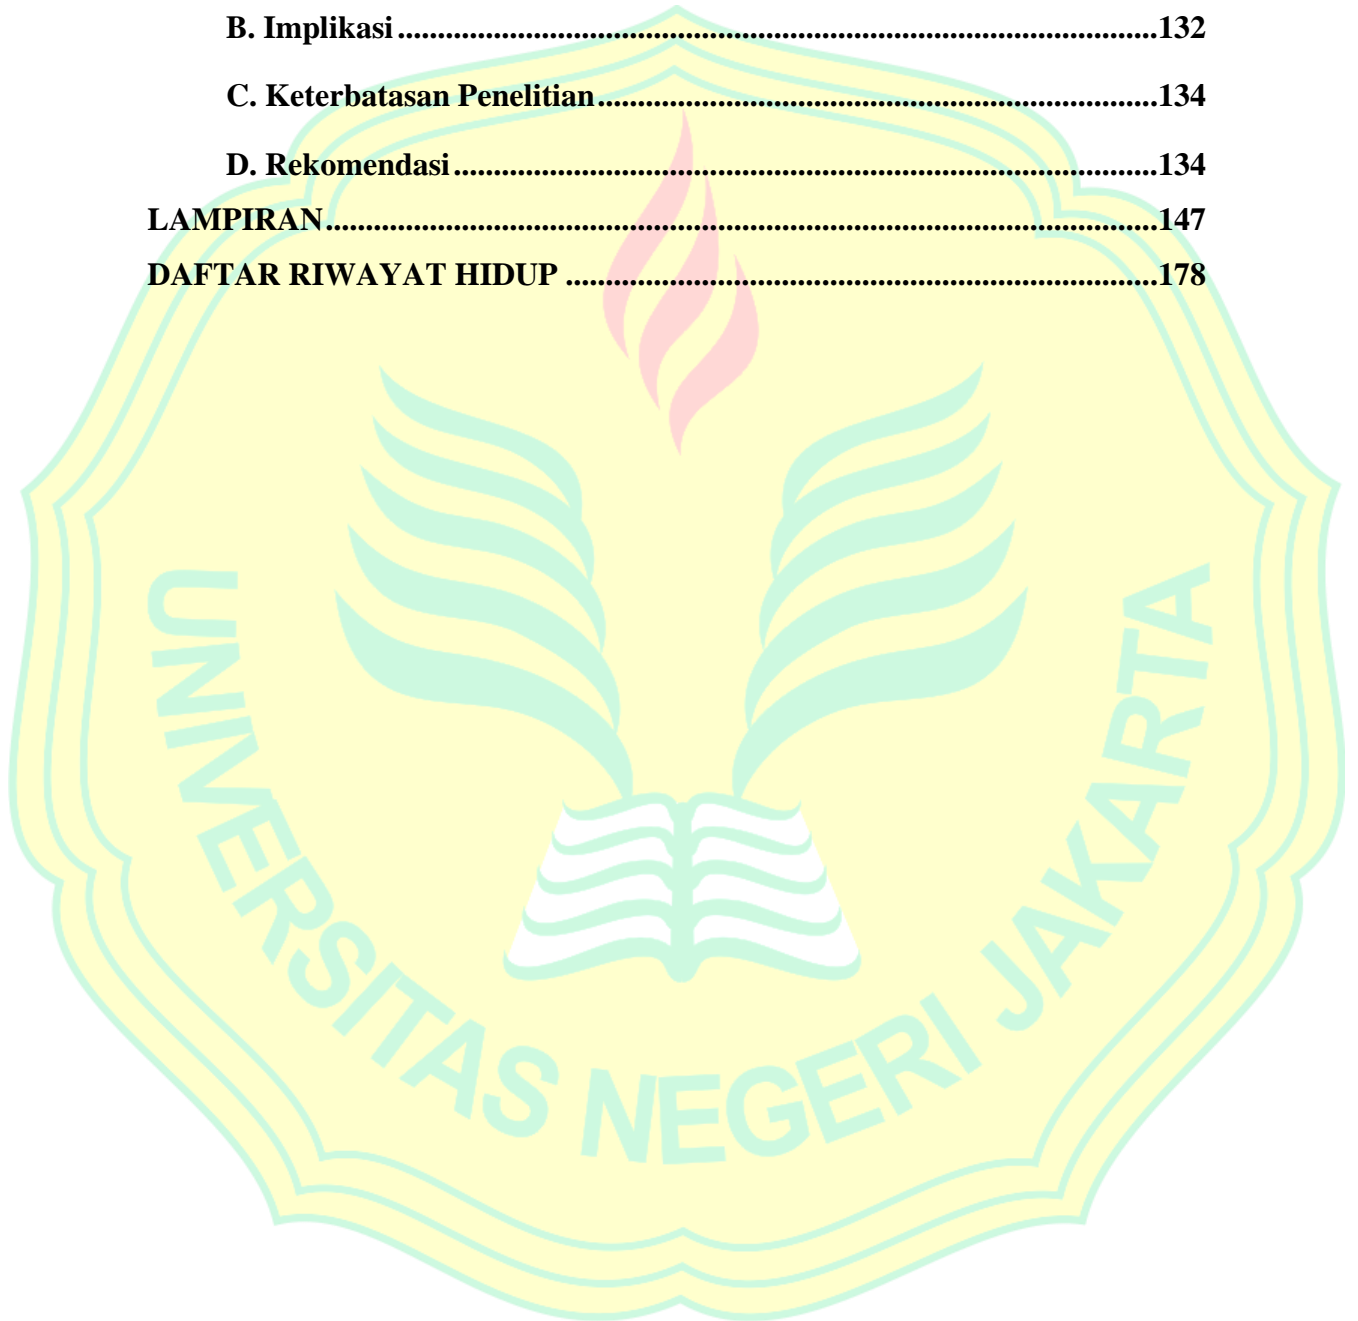 B. Implikasi ............................................................................................... 132
C. Keterbatasan Penelitian ...................................................................... 134
D. Rekomendasi ........................................................................................ 134
LAMPIRAN ........................................................................................................ 147
DAFTAR RIWAYAT HIDUP .......................................................................... 178
UNIVERSITAS NEGERI JAKARTA